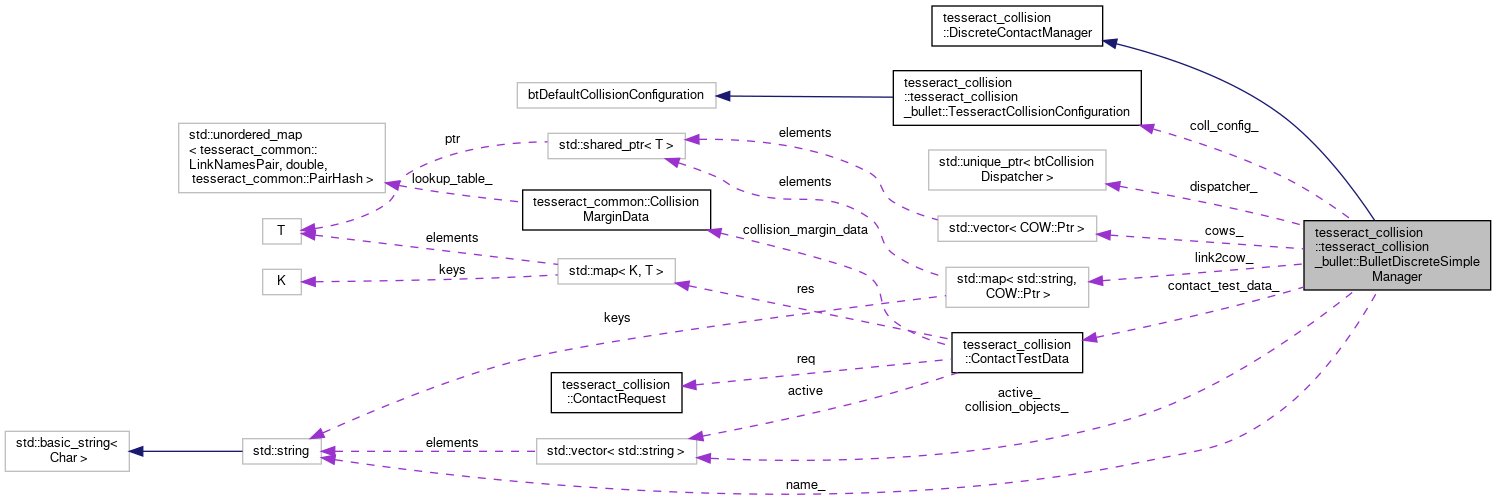 tesseract_collision
::DiscreteContactManager
btDefaultCollisionConfiguration
tesseract_collision
::tesseract_collision
_bullet::TesseractCollisionConfiguration
coll_config_
std::unordered_map
< tesseract_common::
LinkNamesPair, double,
tesseract_common::PairHash >
ptr
std::shared_ptr< T >
elements
std::unique_ptr< btCollision
Dispatcher >
dispatcher_
lookup_table_
elements
tesseract_common::Collision
MarginData
T
elements
collision_margin_data
std::vector< COW::Ptr >
cows_
tesseract_collision
::tesseract_collision
_bullet::BulletDiscreteSimple
Manager
K
keys
std::map< K, T >
std::map< std::string,
COW::Ptr >
link2cow_
contact_test_data_
res
keys
tesseract_collision
::ContactTestData
req
tesseract_collision
::ContactRequest
active
active_
collision_objects_
std::basic_string<
Char >
std::string
elements
std::vector< std::string >
name_